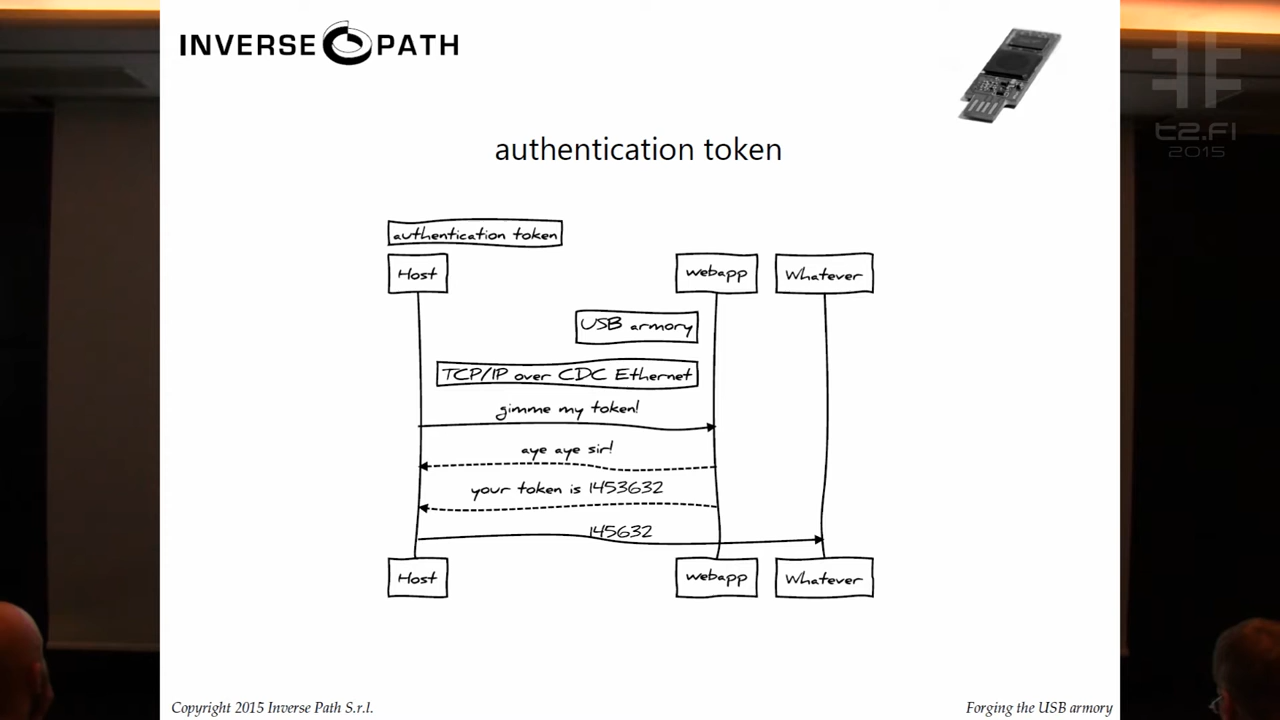 INVERSE PATH
t2.FI
2015
authentication token
authentication token
Host
webapp
Whatever
USB armory
TCP/IP over CDC Ethernet
gimme my token!
aye aye sir!
your token is 1453632
145632
Host
webapp
Whatever
Copyright 2015 Inverse Path S.r.l.
Forging the USB armory